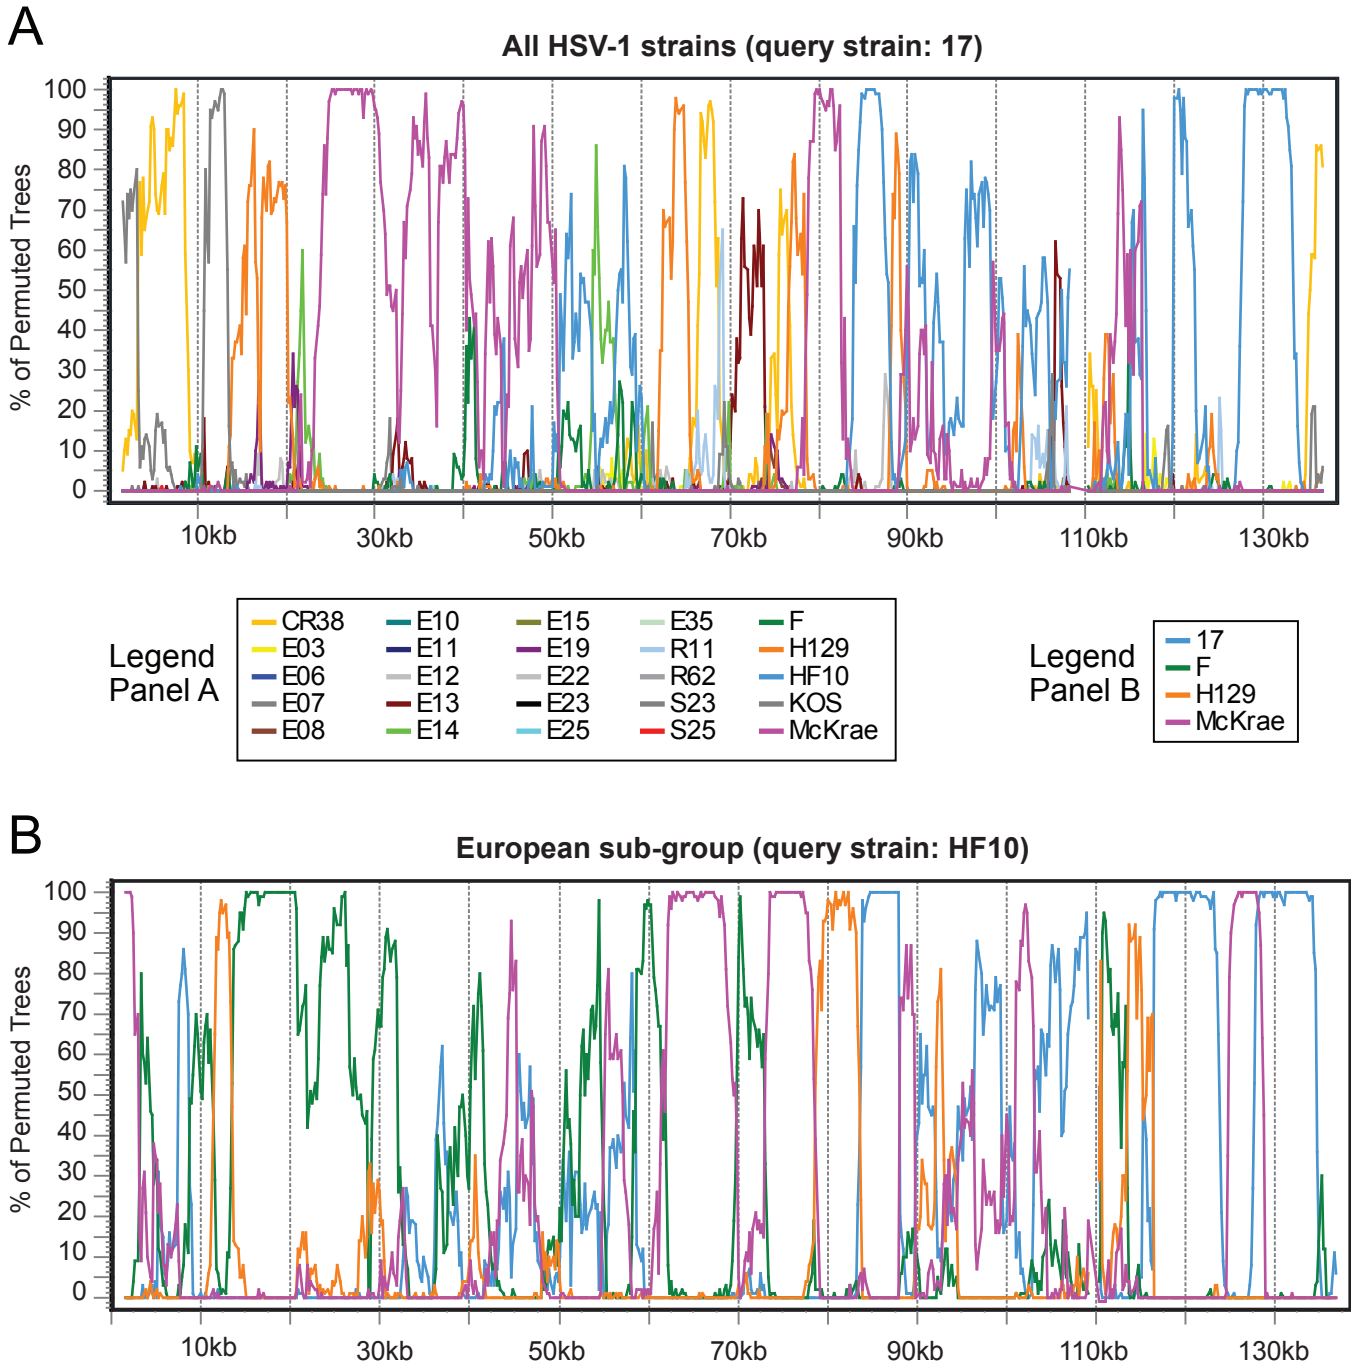 A
All HSV-1 strains (query strain: 17)
% of Permuted Trees
100
90
80
70
60
50
40
30
20
10
0
10kb 30kb 50kb 70kb 90kb 110kb 130kb
Legend Panel A
CR38 E10 E15 E35 F
E03 E11 E19 R11 H129
E06 E12 E22 R62 HF10
E07 E13 E23 S23 KOS
E08 E14 E25 S25 McKrae
Legend Panel B
17
F
H129
McKrae
B
European sub-group (query strain: HF10)
% of Permuted Trees
100
90
80
70
60
50
40
30
20
10
0
10kb 30kb 50kb 70kb 90kb 110kb 130kb